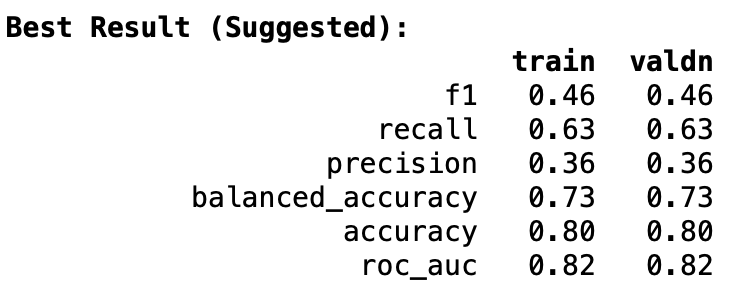 Best Result (Suggested):
train valdn
f1 0.46 0.46
recall 0.63 0.63
precision 0.36 0.36
balanced_accuracy 0.73 0.73
accuracy 0.80 0.80
roc_auc 0.82 0.82